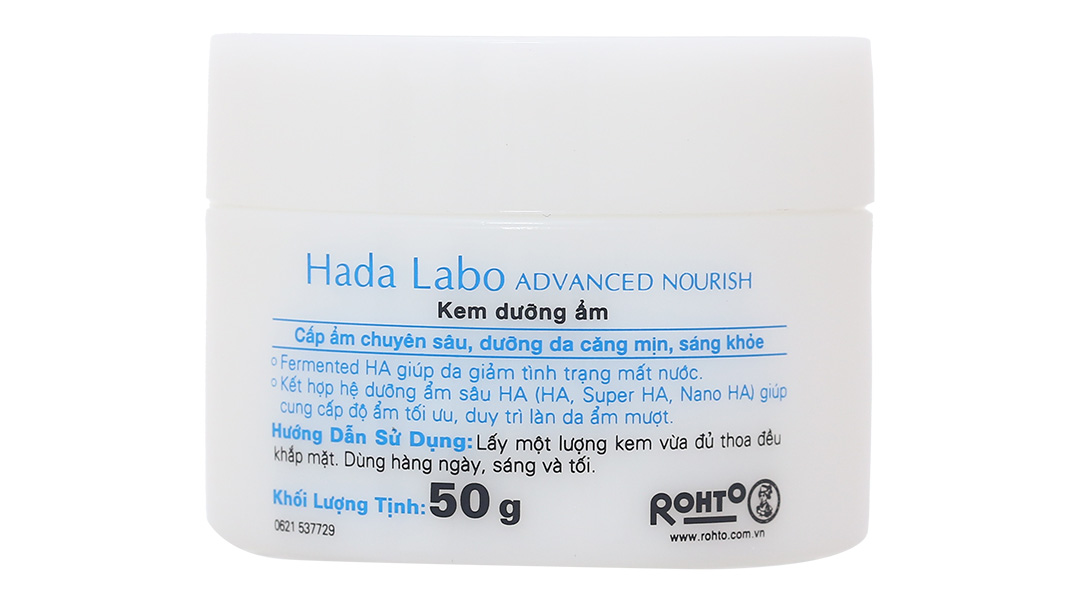 Hada Labo ADVANCED NOURISH
Kem dưỡng ẩm
Cấp ẩm chuyên sâu, dưỡng da căng mịn, sáng khỏe
Fermented HA giúp da giảm tình trạng mất nước.
Kết hợp hệ dưỡng ẩm sâu HA (HA, Super HA, Nano HA) giúp
cung cấp độ ẩm tối ưu, duy trì làn da ẩm mượt.
Hướng Dẫn Sử Dụng: Lấy một lượng kem vừa đủ thoa đều
khắp mặt. Dùng hàng ngày, sáng và tối.
Khối Lượng Tịnh: 50 g
0621 537729
ROHTO
www.rohto.com.vn